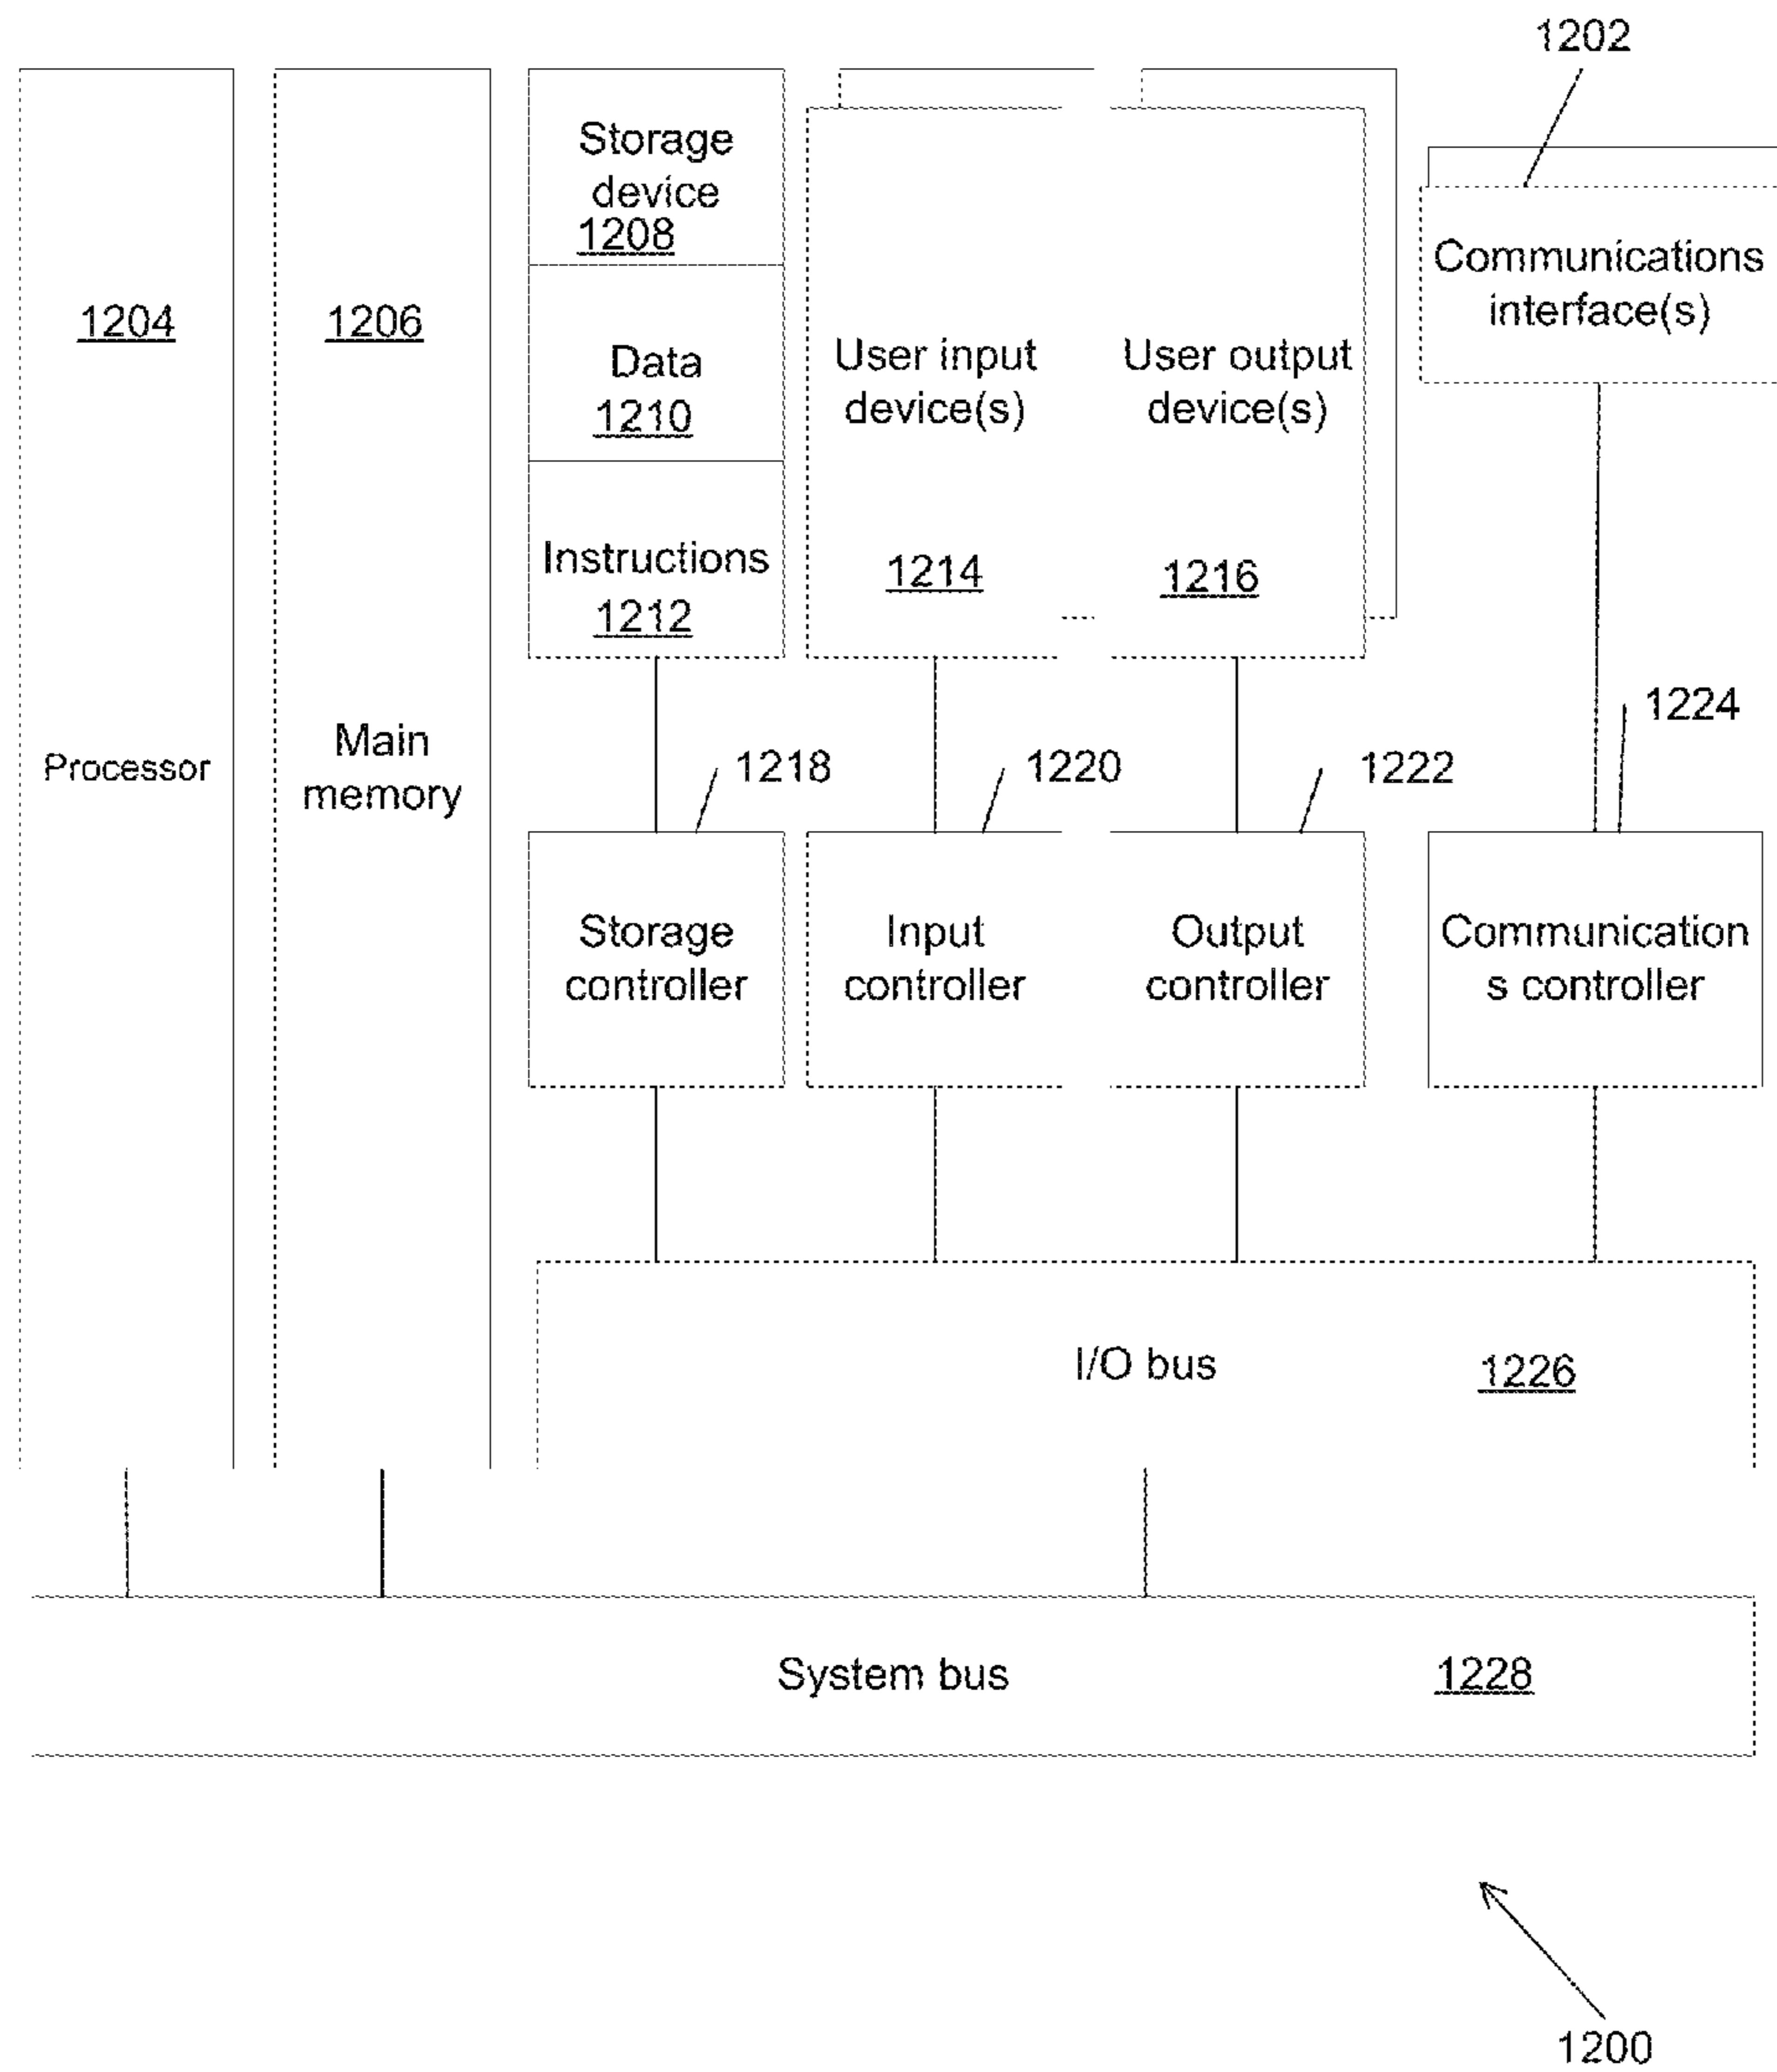 1202
Storage
device
1208
Communications
interface(s)
1204
1206
Data
1210
User input
device(s)
User output
device(s)
Instructions
1212
1214
1216
1224
Processor
Main
memory
1218
1220
1222
Storage
controller
Input
controller
Output
controller
Communication
s controller
I/O bus
1226
System bus
1228
1200